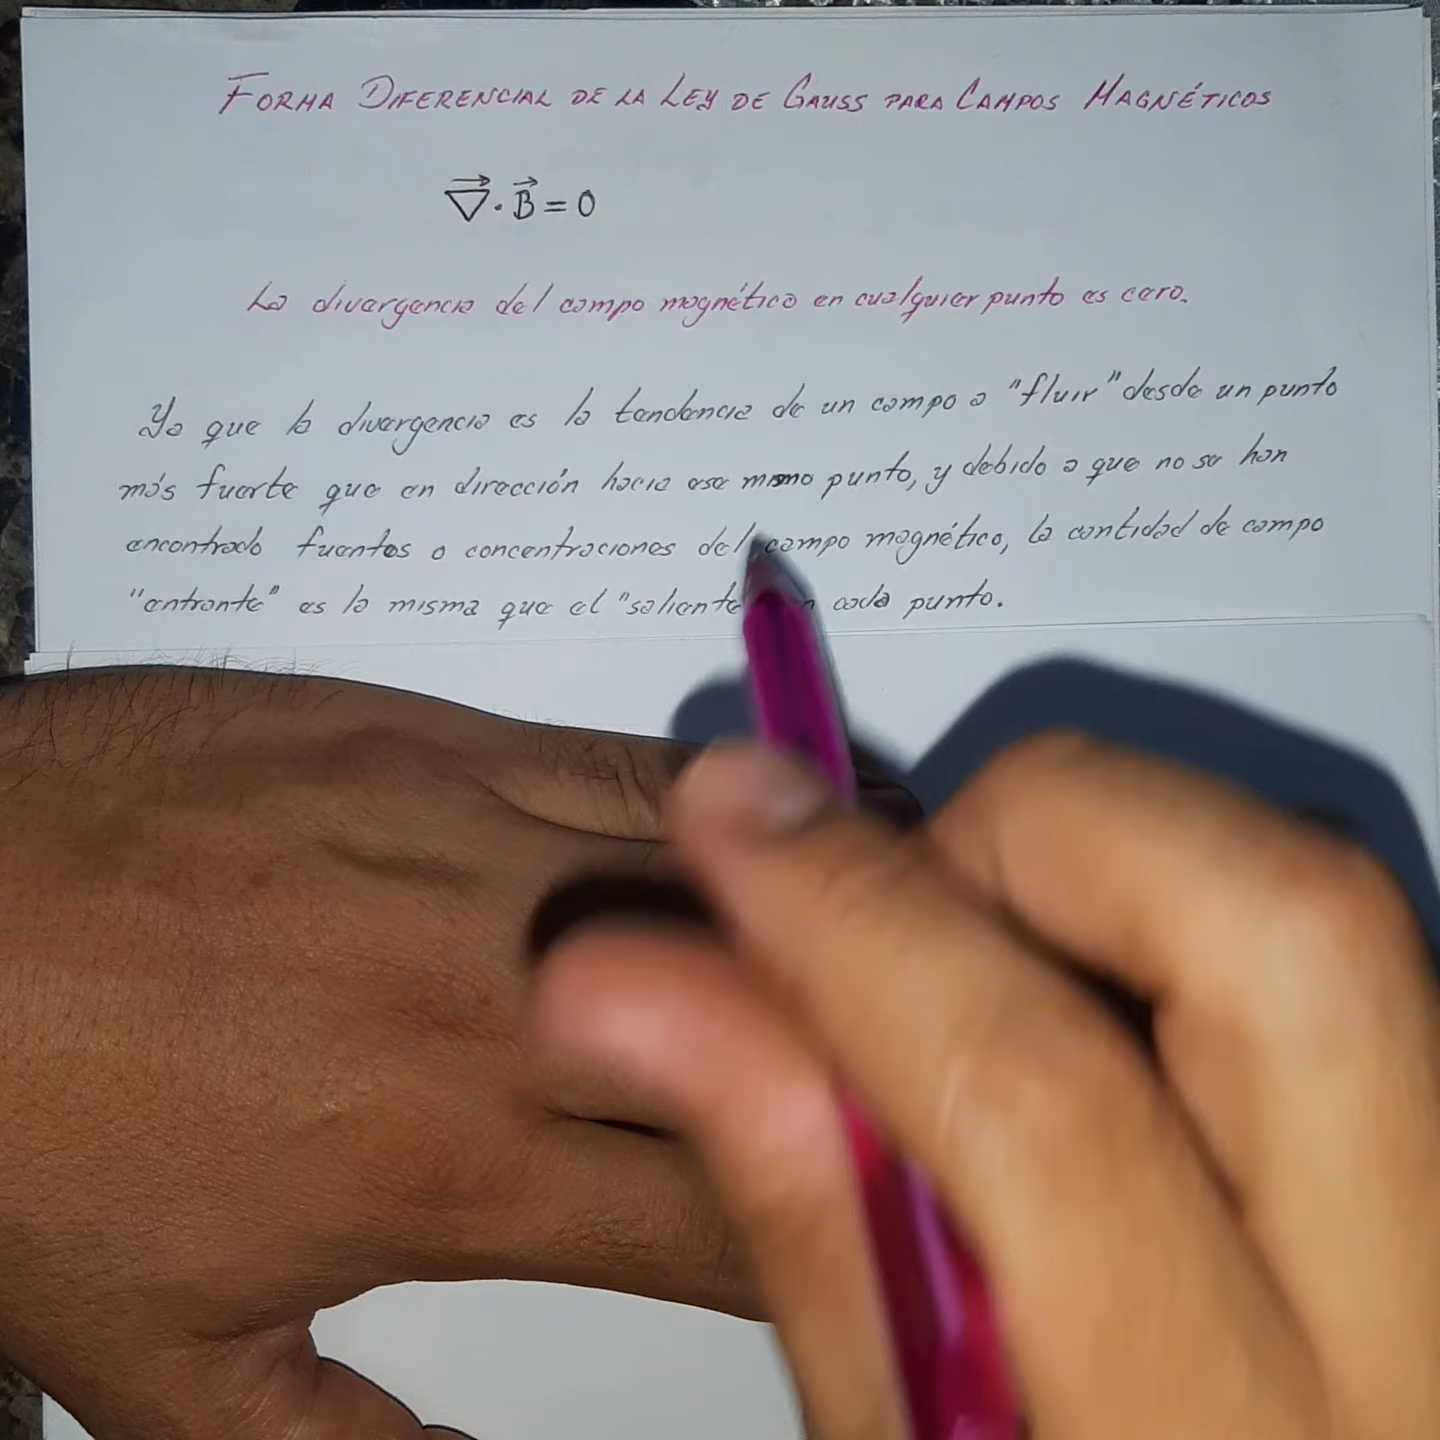 FORMA DIFERENCIAL DE LA LEY DE GAUSS PARA CAMPOS MAGNÉTICOS
∇⃗ · B⃗ = 0
La divergencia del campo magnético en cualquier punto es cero.
Ya que la divergencia es la tendencia de un campo a "fluir" desde un punto
más fuerte que en dirección hacia ese mismo punto, y debido a que no se han
encontrado fuentes o concentraciones del campo magnético, la cantidad de campo
"entrante" es la misma que el "saliente cada punto.